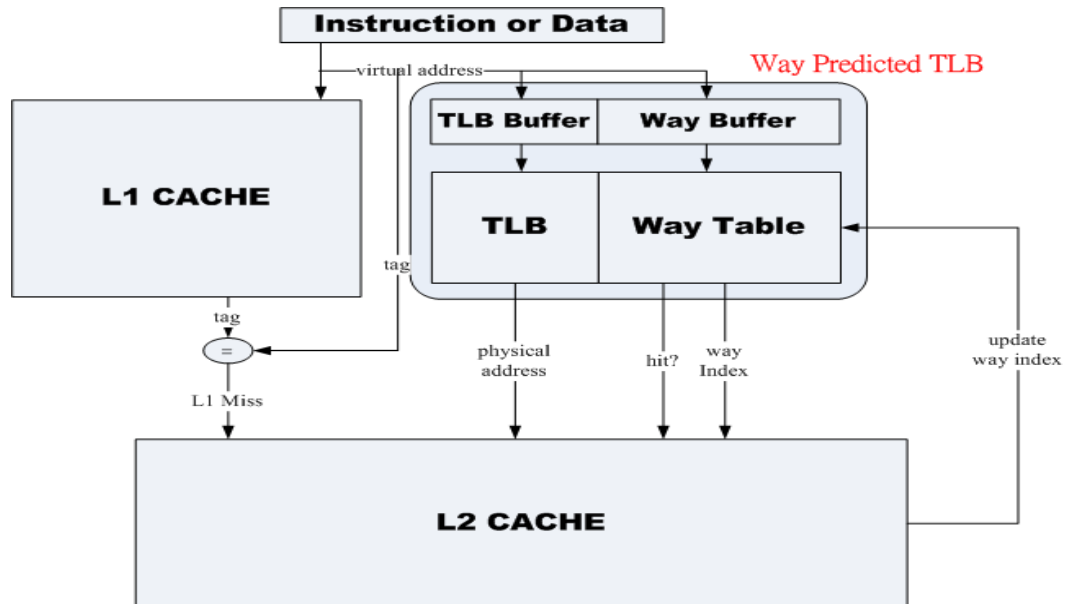 Instruction or Data
virtual address
Way Predicted TLB
TLB Buffer
Way Buffer
L1 CACHE
TLB
Way Table
tag
tag
=
physical
address
hit?
way
Index
update
way index
L1 Miss
L2 CACHE